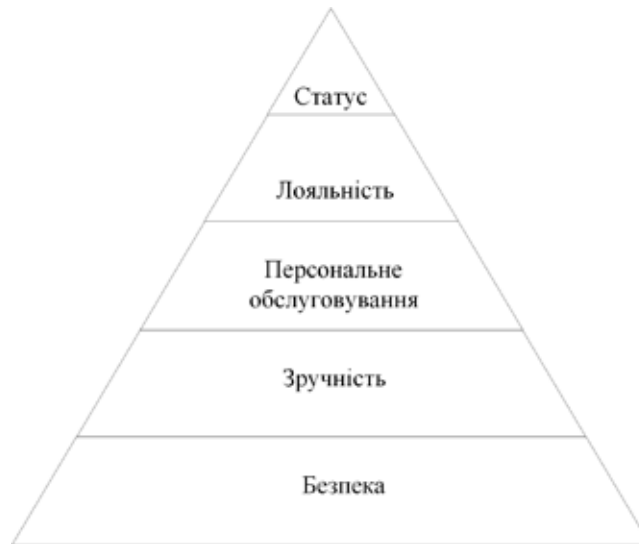 Статус
Лояльність
Персональне
обслуговування
Зручність
Безпека